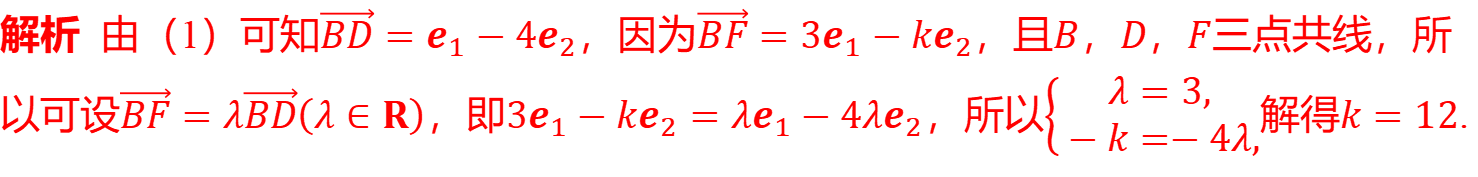 解析 由（1）可知$\overrightarrow{BD}=\boldsymbol{e}_1-4\boldsymbol{e}_2$，因为$\overrightarrow{BF}=3\boldsymbol{e}_1-k\boldsymbol{e}_2$，且$B$，$D$，$F$三点共线，所
以可设$\overrightarrow{BF}=\lambda\overrightarrow{BD}(\lambda\in\mathbf{R})$，即$3\boldsymbol{e}_1-k\boldsymbol{e}_2=\lambda\boldsymbol{e}_1-4\lambda\boldsymbol{e}_2$，所以$\begin{cases}\lambda=3,\\-k=-4\lambda,\end{cases}$解得$k=12$.